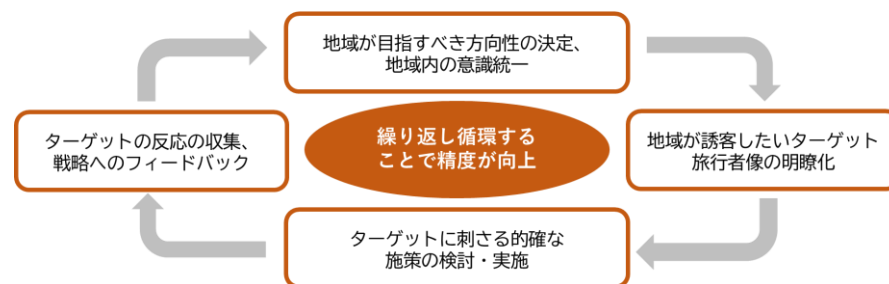 地域が目指すべき方向性の決定、
地域内の意識統一
ターゲットの反応の収集、
戦略へのフィードバック
繰り返し循環する
ことで精度が向上
地域が誘客したいターゲット
旅行者像の明瞭化
ターゲットに刺さる的確な
施策の検討・実施